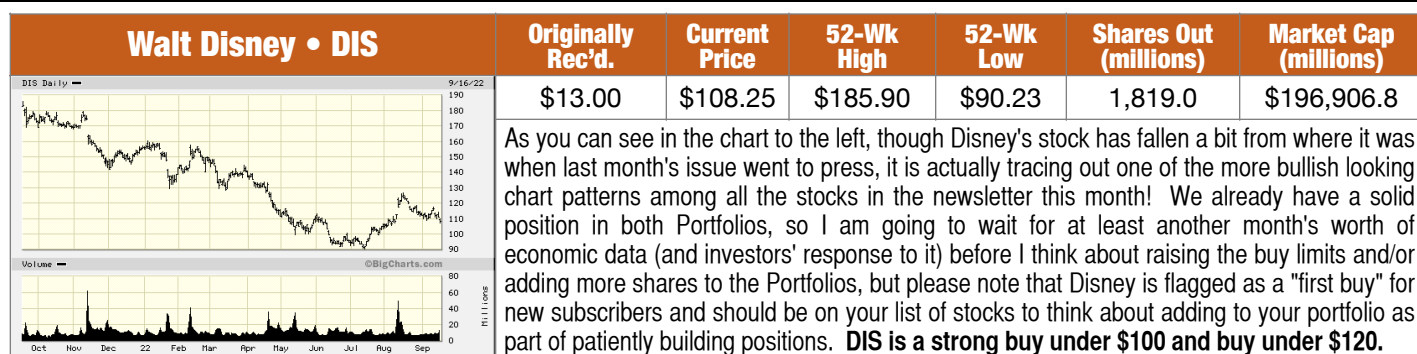 Walt Disney • DIS
Originally Rec'd.
Current Price
52-Wk High
52-Wk Low
Shares Out (millions)
Market Cap (millions)
$13.00
$108.25
$185.90
$90.23
1,819.0
$196,906.8
DIS Daily
9/16/22
190
180
170
160
150
140
130
120
110
100
90
Volume
©BigCharts.com
80
60
40
20
0
Millions
Oct Nov Dec 22 Feb Mar Apr May Jun Jul Aug Sep
As you can see in the chart to the left, though Disney's stock has fallen a bit from where it was
when last month's issue went to press, it is actually tracing out one of the more bullish looking
chart patterns among all the stocks in the newsletter this month! We already have a solid
position in both Portfolios, so I am going to wait for at least another month's worth of
economic data (and investors' response to it) before I think about raising the buy limits and/or
adding more shares to the Portfolios, but please note that Disney is flagged as a "first buy" for
new subscribers and should be on your list of stocks to think about adding to your portfolio as
part of patiently building positions. DIS is a strong buy under $100 and buy under $120.